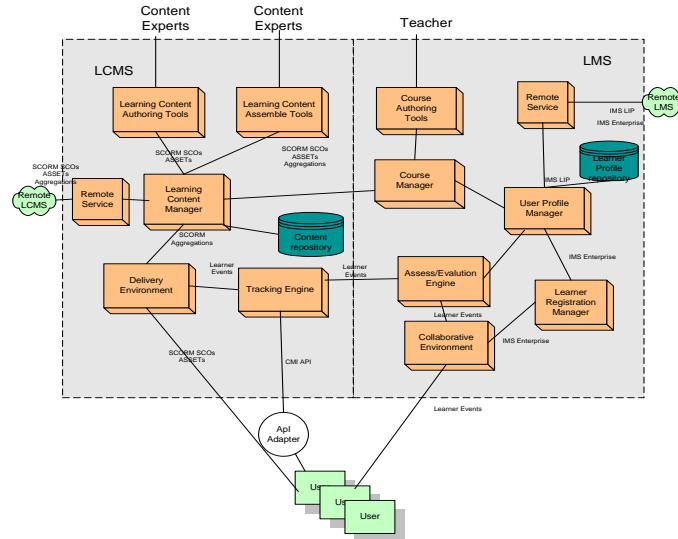 Content
Experts
Content
Experts
Teacher
LCMS
LMS
Learning Content
Authoring Tools
Learning Content
Assemble Tools
Course
Authoring
Tools
Remote
Service
Remote
LMS
IMS LIP
IMS Enterprise
SCORM SCOs
ASSETS
SCORM SCOs
ASSETs
Aggregations
SCORM SCOs
ASSETs
Aggregations
Learner
Profile
repository
Remote
LCMS
Remote
Service
Learning
Content
Manager
Course
Manager
IMS LIP
User Profile
Manager
SCORM
Aggregations
Content
repository
IMS Enterprise
Learner
Events
Learner
Events
Delivery
Environment
Tracking Engine
Assess/Evalution
Engine
Learner
Registration
Manager
Learner Events
Collaborative
Environment
IMS Enterprise
SCORM SCOs
ASSETs
CMI API
Learner Events
ApI
Adapter
User
User
User